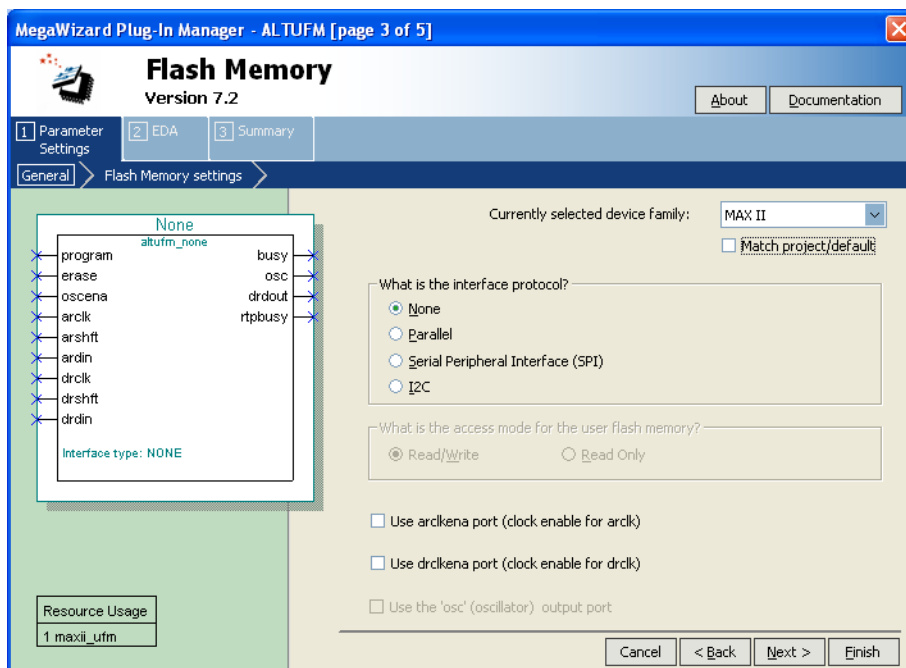 MegaWizard Plug-In Manager - ALTUFM [page 3 of 5]
Flash Memory
Version 7.2
About
Documentation
1 Parameter Settings
2 EDA
3 Summary
General
Flash Memory settings
Currently selected device family:
MAX II
Match project/default
None
altufm_none
program
busy
erase
osc
oscena
drdout
arclk
rtpbusy
arshft
ardin
drclk
drshft
drdin
Interface type: NONE
What is the interface protocol?
None
Parallel
Serial Peripheral Interface (SPI)
I2C
What is the access mode for the user flash memory?
Read/Write
Read Only
Use arclkena port (clock enable for arclk)
Use drclkena port (clock enable for drclk)
Use the 'osc' (oscillator) output port
Resource Usage
1 maxii_ufm
Cancel
< Back
Next >
Finish